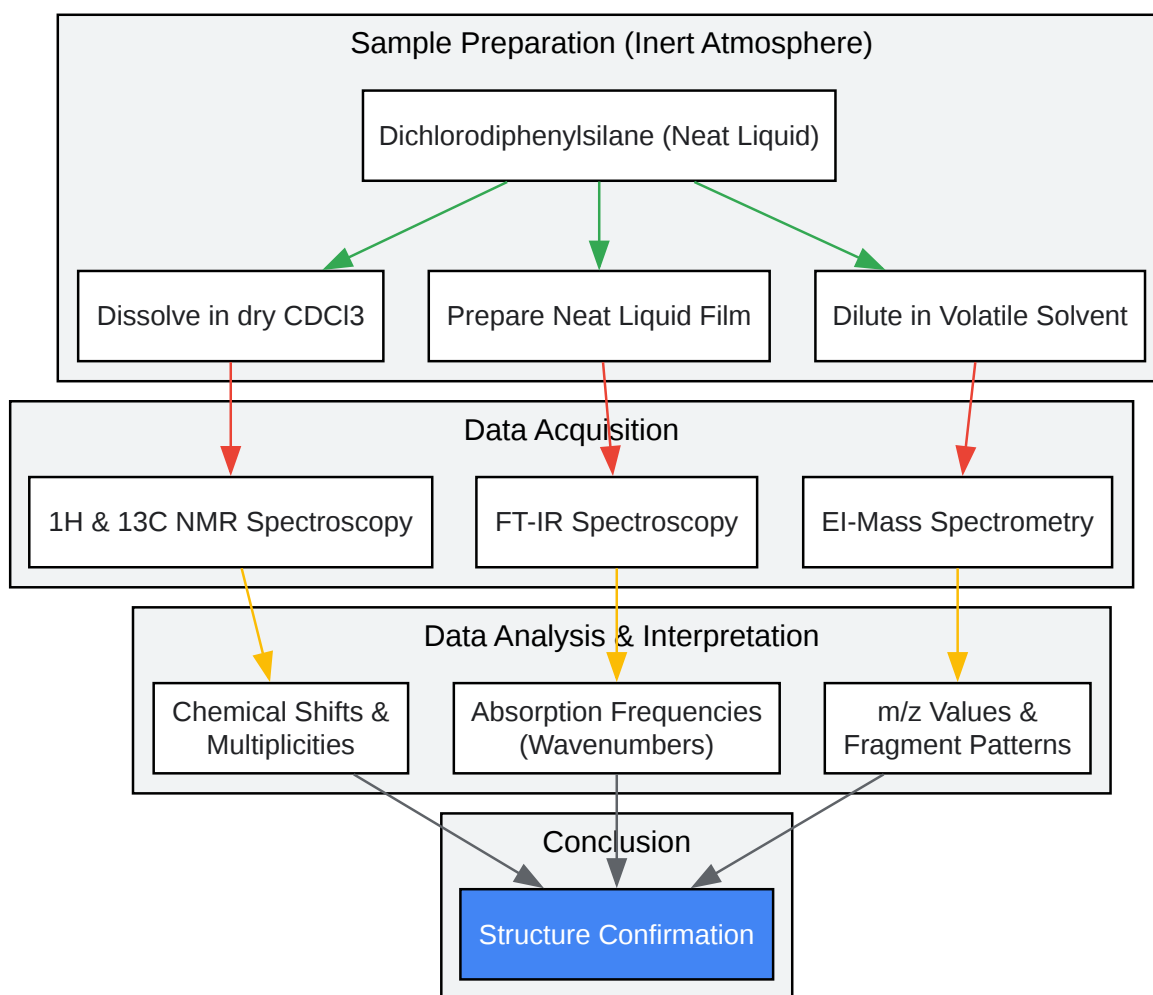 Sample Preparation (Inert Atmosphere)
Dichlorodiphenylsilane (Neat Liquid)
Dissolve in dry CDCl3
Prepare Neat Liquid Film
Dilute in Volatile Solvent
Data Acquisition
1H & 13C NMR Spectroscopy
FT-IR Spectroscopy
EI-Mass Spectrometry
Data Analysis & Interpretation
Chemical Shifts &
Multiplicities
Absorption Frequencies
(Wavenumbers)
m/z Values &
Fragment Patterns
Conclusion
Structure Confirmation